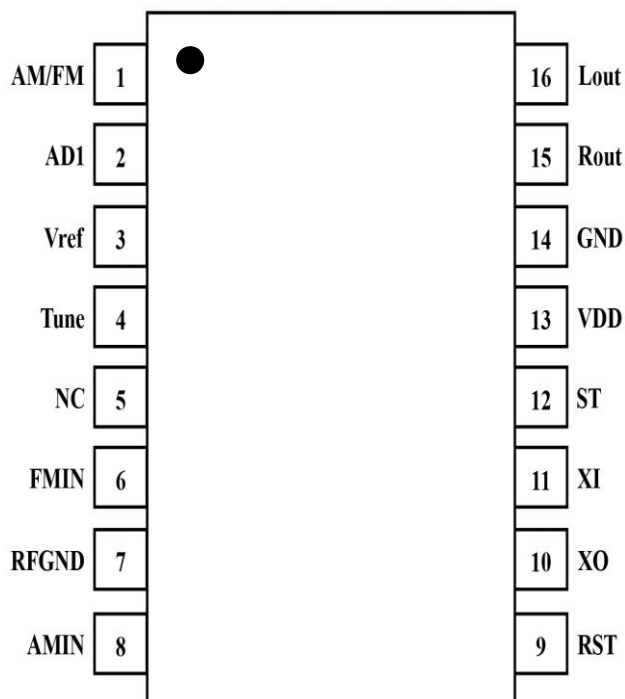 AM/FM 1 16 Lout
AD1 2 15 Rout
Vref 3 14 GND
Tune 4 13 VDD
NC 5 12 ST
FMIN 6 11 XI
RFGND 7 10 XO
AMIN 8 9 RST